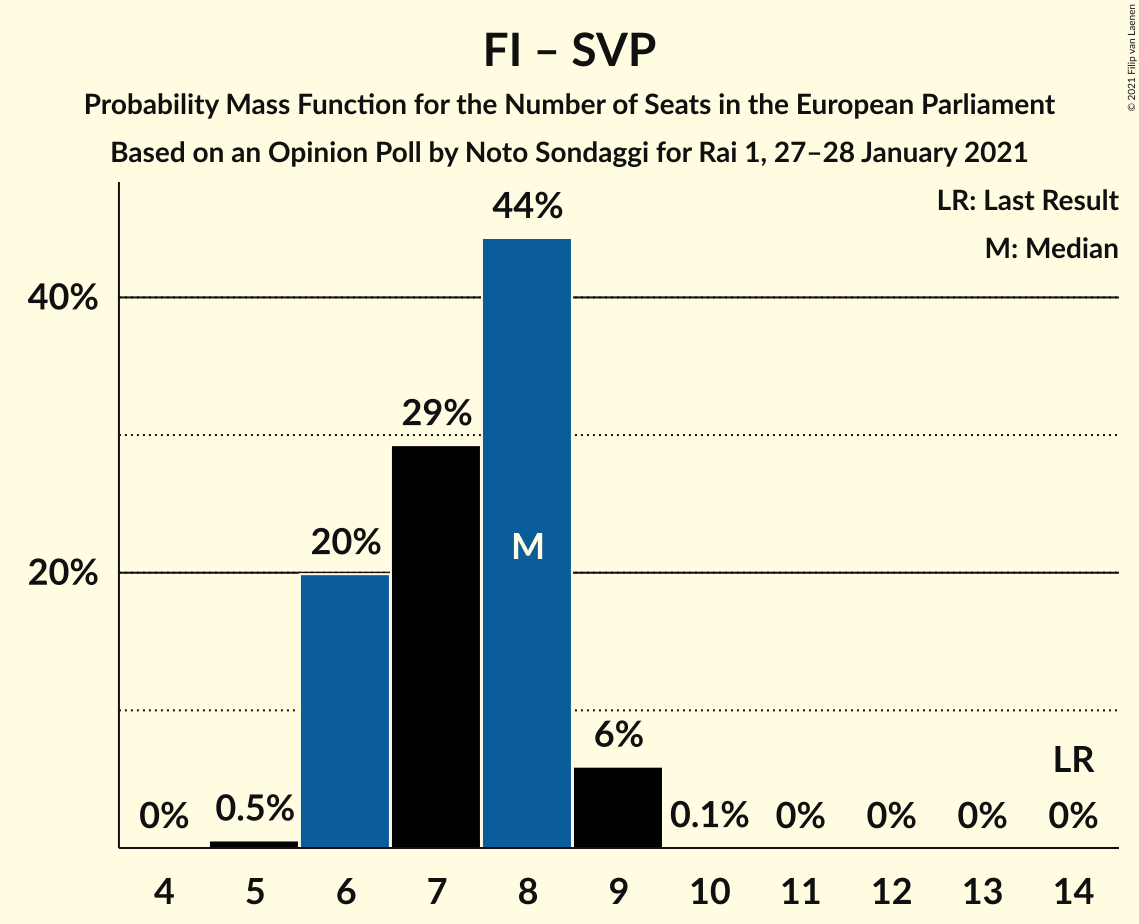 FI – SVP
Probability Mass Function for the Number of Seats in the European Parliament
Based on an Opinion Poll by Noto Sondaggi for Rai 1, 27–28 January 2021
© 2021 Filip van Laenen
LR: Last Result
M: Median
40%
20%
0%
0.5%
20%
29%
44%
M
6%
0.1%
0%
0%
0%
LR
0%
4 5 6 7 8 9 10 11 12 13 14